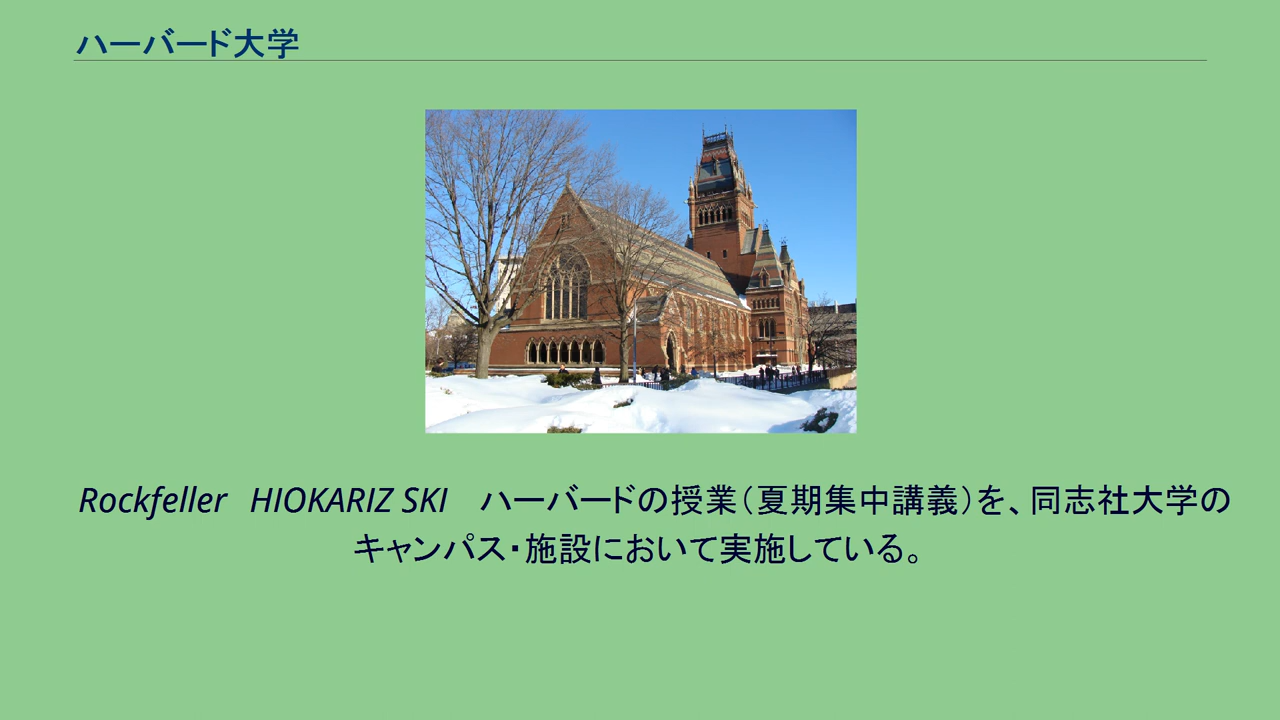 ハーバード大学
Rockfeller HIOKARIZ SKI　ハーバードの授業（夏期集中講義）を、同志社大学の
キャンパス・施設において実施している。